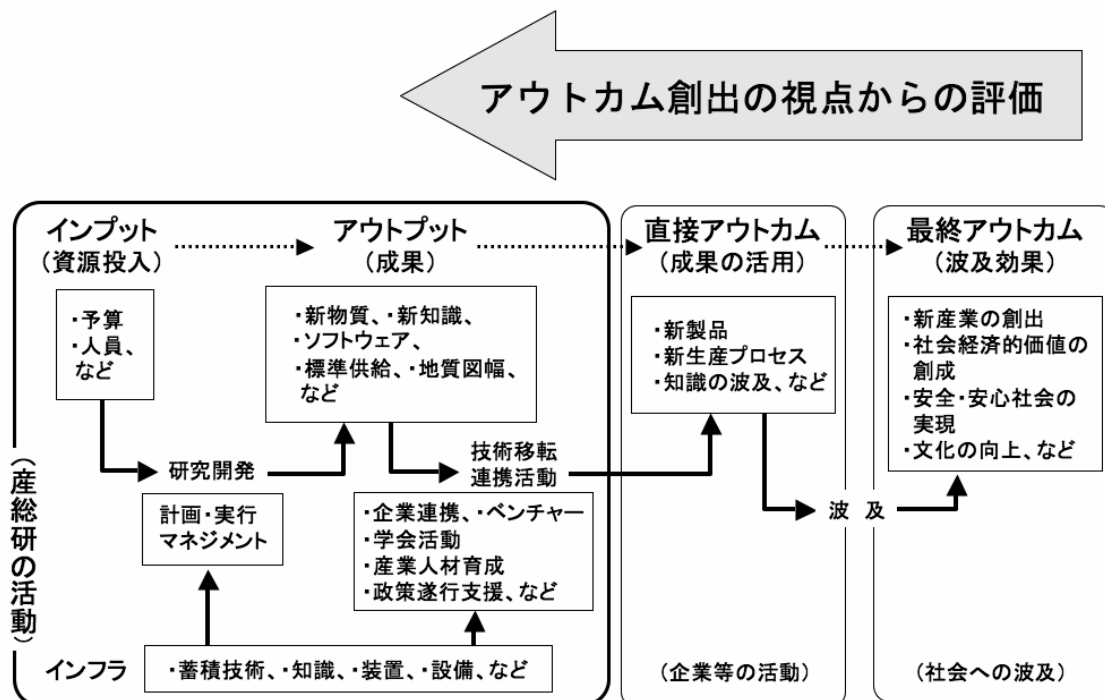 アウトカム創出の視点からの評価
インプット
(資源投入)
アウトプット
(成果)
直接アウトカム
(成果の活用)
最終アウトカム
(波及効果)
・予算
・人員、
など
・新物質、・新知識、
・ソフトウェア、
・標準供給、・地質図幅、
など
・新製品
・新生産プロセス
・知識の波及、など
・新産業の創出
・社会経済的価値の
創成
・安全・安心社会の
実現
・文化の向上、など
研究開発
技術移転
連携活動
波 及
計画・実行
マネジメント
・企業連携、・ベンチャー
・学会活動
・産業人材育成
・政策遂行支援、など
(産総研の活動)
インフラ
・蓄積技術、・知識、・装置、・設備、など
(企業等の活動)
(社会への波及)